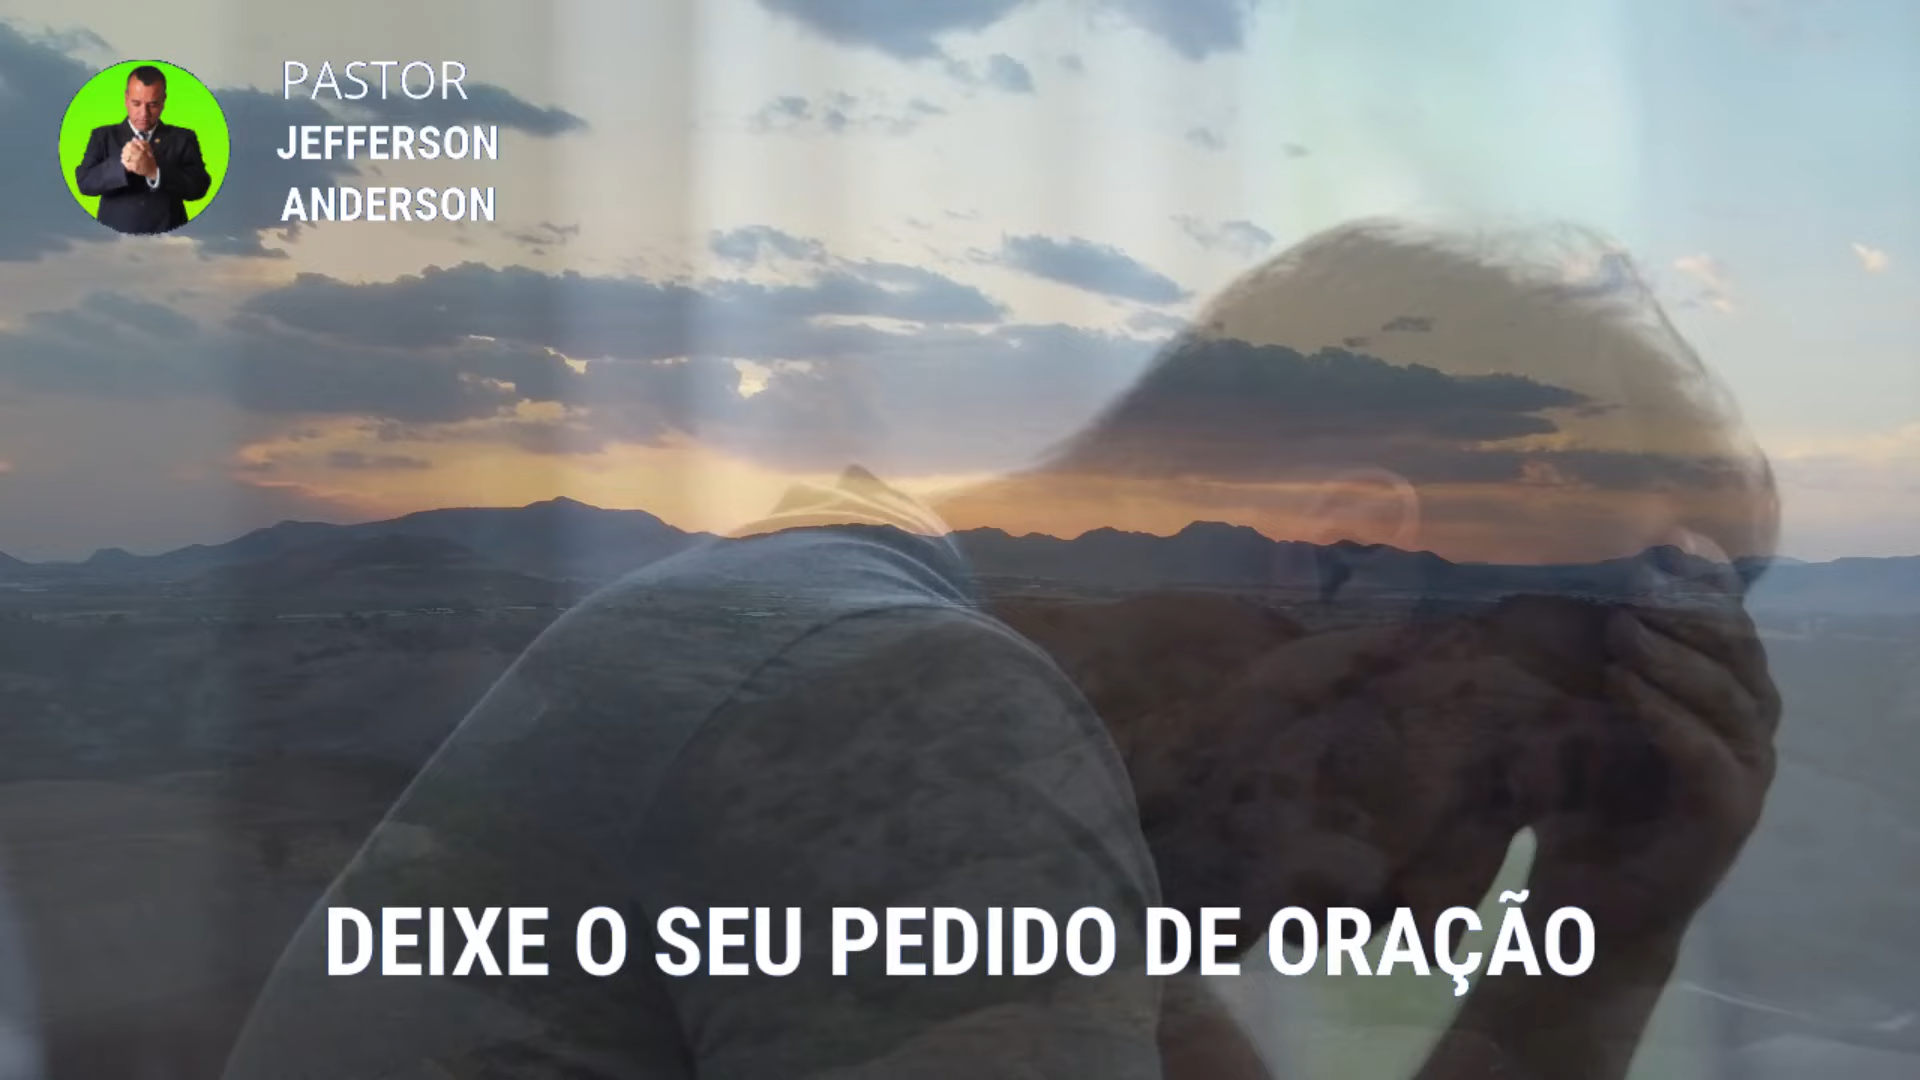 PASTOR
JEFFERSON
ANDERSON
DEIXE O SEU PEDIDO DE ORAÇÃO